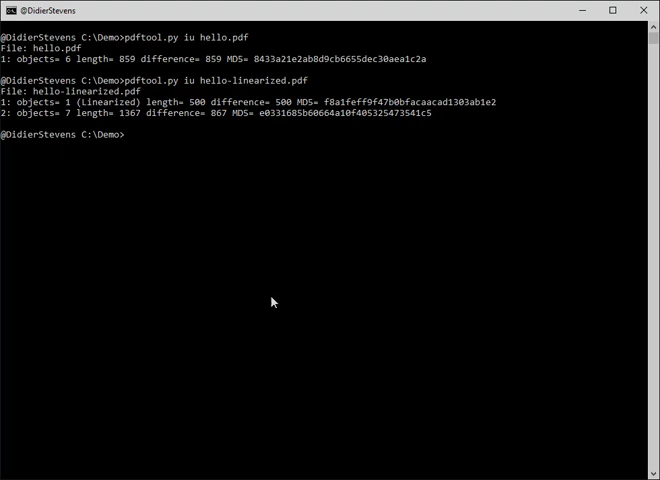 @DidierStevens
@DidierStevens C:\Demo>pdftool.py iu hello.pdf
File: hello.pdf
1: objects= 6 length= 859 difference= 859 MD5= 8433a21e2ab8d9cb6655dec30aea1c2a
@DidierStevens C:\Demo>pdftool.py iu hello-linearized.pdf
File: hello-linearized.pdf
1: objects= 1 (Linearized) length= 500 difference= 500 MD5= f8a1feff9f47b0bfacaacad1303ab1e2
2: objects= 7 length= 1367 difference= 867 MD5= e0331685b60664a10f405325473541c5
@DidierStevens C:\Demo>